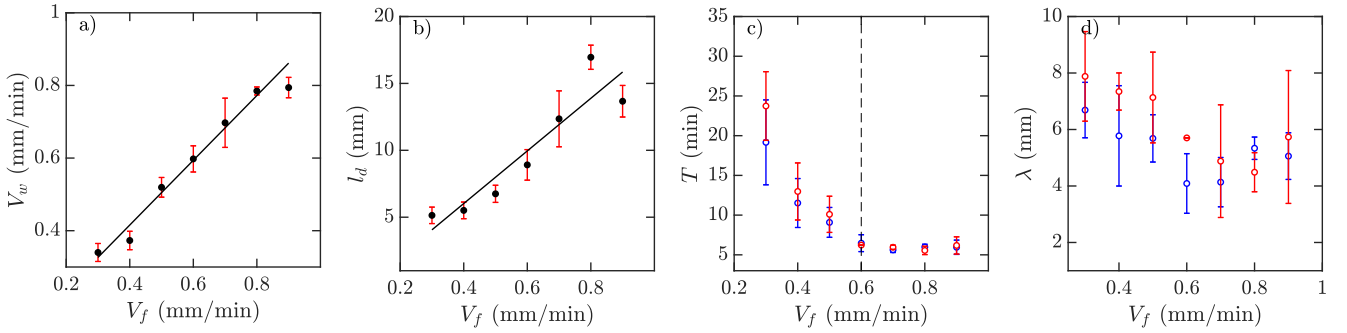 a)
1
0.8
0.6
0.4
V_w (mm/min)
0.2 0.4 0.6 0.8
V_f (mm/min)
b)
20
15
10
5
l_d (mm)
0.2 0.4 0.6 0.8
V_f (mm/min)
c)
35
30
25
20
15
10
5
T (min)
0.2 0.4 0.6 0.8
V_f (mm/min)
d)
10
8
6
4
2
λ (mm)
0.4 0.6 0.8 1
V_f (mm/min)